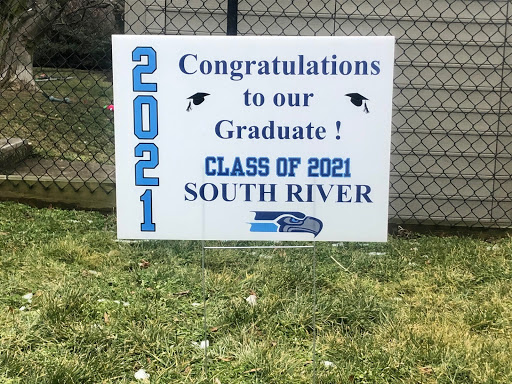 2021
Congratulations
to our
Graduate !
CLASS OF 2021
SOUTH RIVER